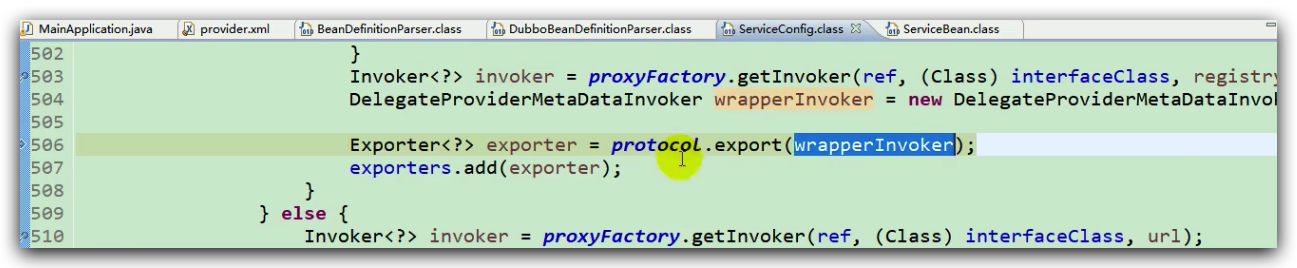 MainApplication.java provider.xml BeanDefinitionParser.class DubboBeanDefinitionParser.class ServiceConfig.class ServiceBean.class
502 }
503 Invoker<?> invoker = proxyFactory.getInvoker(ref, (Class) interfaceClass, registry
504 DelegateProviderMetaDataInvoker wrapperInvoker = new DelegateProviderMetaDataInvo
505
506 Exporter<?> exporter = protocol.export(wrapperInvoker);
507 exporters.add(exporter);
508 }
509 } else {
510 Invoker<?> invoker = proxyFactory.getInvoker(ref, (Class) interfaceClass, url);